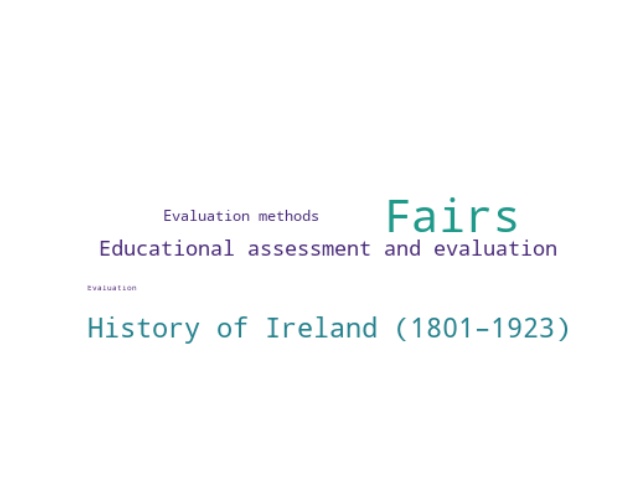 Evaluation methods
Fairs
Educational assessment and evaluation
Evaluation
History of Ireland (1801–1923)